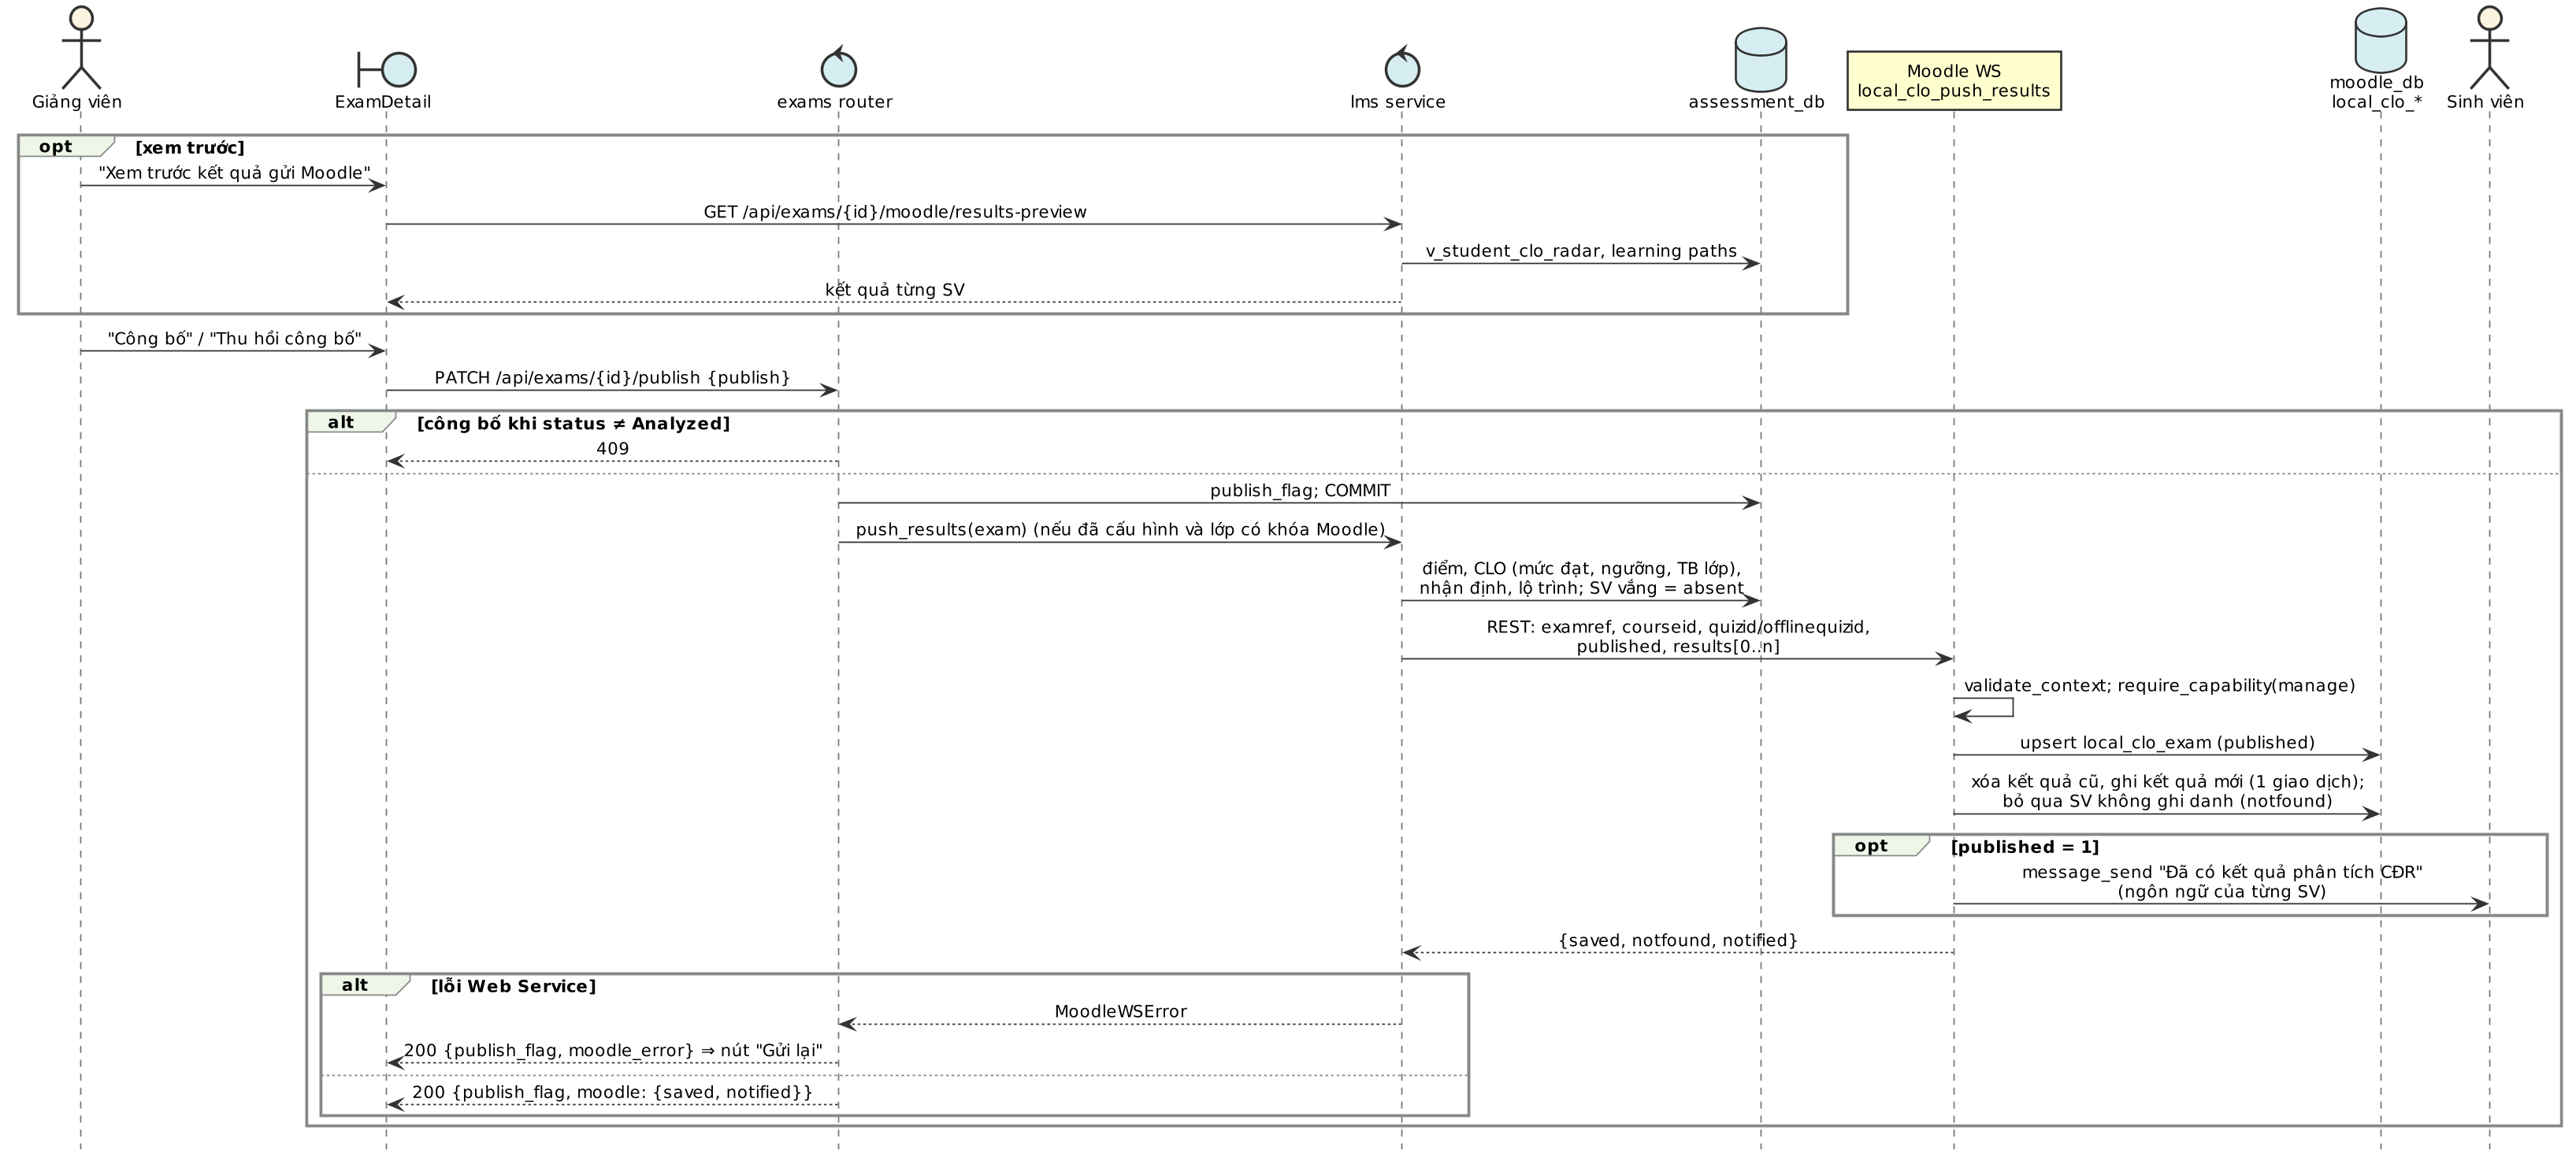 Giảng viên
ExamDetail
exams router
lms service
assessment_db
Moodle WS
local_clo_push_results
moodle_db
local_clo_*
Sinh viên
opt [xem trước]
"Xem trước kết quả gửi Moodle"
GET /api/exams/{id}/moodle/results-preview
v_student_clo_radar, learning paths
kết quả từng SV
"Công bố" / "Thu hồi công bố"
PATCH /api/exams/{id}/publish {publish}
alt [công bố khi status ≠ Analyzed]
409
publish_flag; COMMIT
push_results(exam) (nếu đã cấu hình và lớp có khóa Moodle)
điểm, CLO (mức đạt, ngưỡng, TB lớp),
nhận định, lộ trình; SV vắng = absent
REST: examref, courseid, quizid/offlinequizid,
published, results[0..n]
validate_context; require_capability(manage)
upsert local_clo_exam (published)
xóa kết quả cũ, ghi kết quả mới (1 giao dịch);
bỏ qua SV không ghi danh (notfound)
opt [published = 1]
message_send "Đã có kết quả phân tích CĐR"
(ngôn ngữ của từng SV)
{saved, notfound, notified}
alt [lỗi Web Service]
MoodleWSError
200 {publish_flag, moodle_error} ⇒ nút "Gửi lại"
200 {publish_flag, moodle: {saved, notified}}